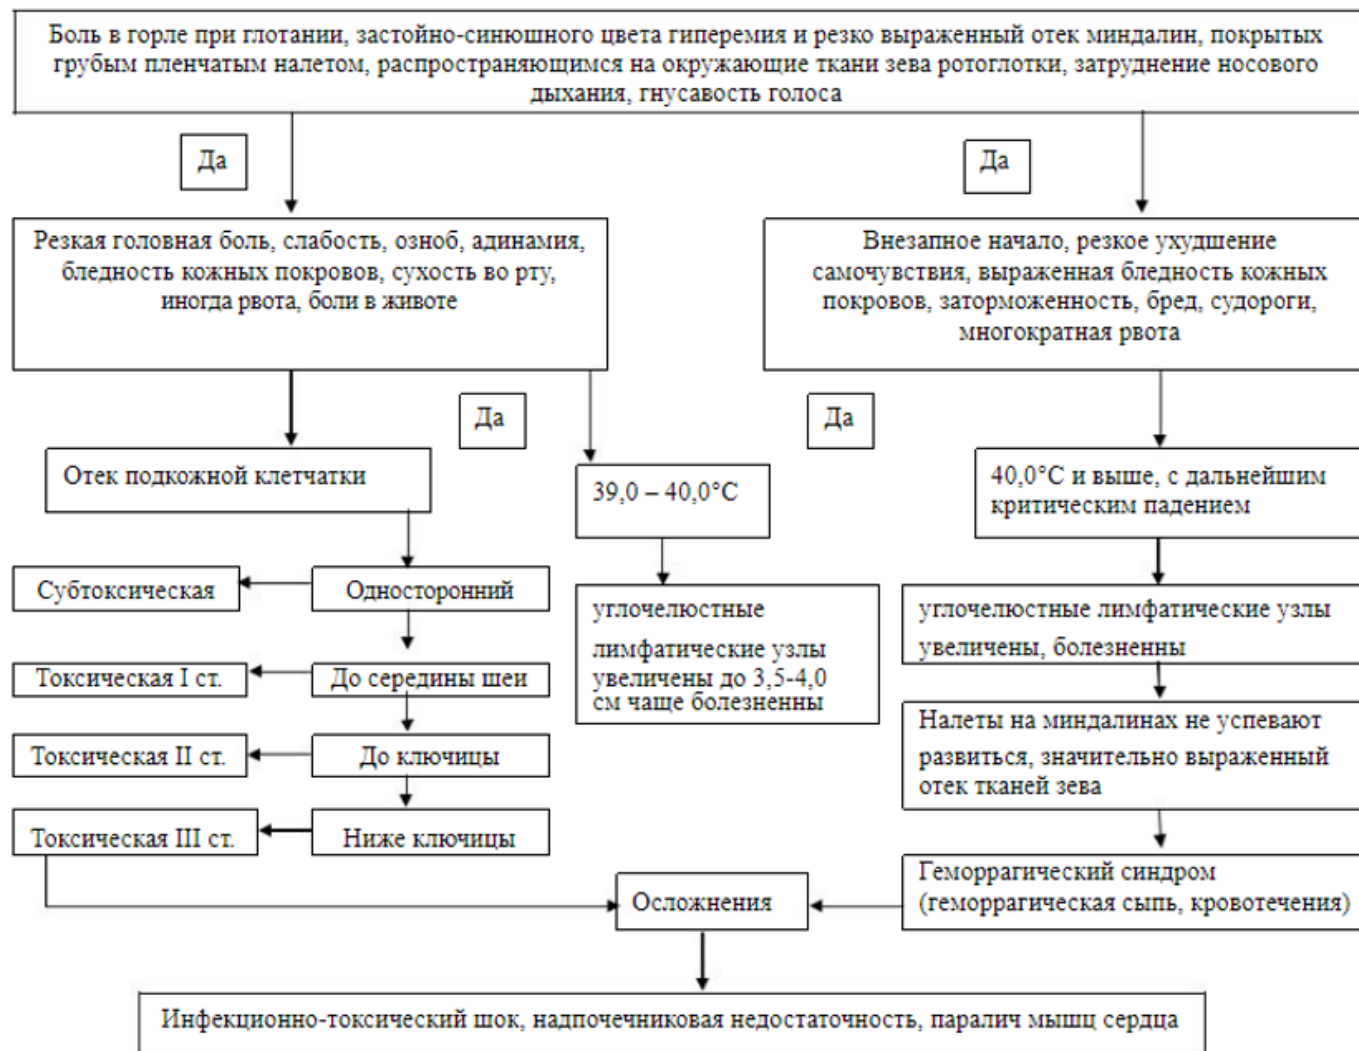 Боль в горле при глотании, застойно-синюшного цвета гиперемия и резко выраженный отек миндалин, покрытых
грубым пленчатым налетом, распространяющимся на окружающие ткани зева ротоглотки, затруднение носового
дыхания, гнусавость голоса
Да
Да
Резкая головная боль, слабость, озноб, адинамия,
бледность кожных покровов, сухость во рту,
иногда рвота, боли в животе
Внезапное начало, резкое ухудшение
самочувствия, выраженная бледность кожных
покровов, заторможенность, бред, судороги,
многократная рвота
Да
Да
Отек подкожной клетчатки
39,0 – 40,0°С
40,0°С и выше, с дальнейшим
критическим падением
Субтоксическая
Односторонний
углочелюстные
лимфатические узлы
увеличены до 3,5-4,0
см чаще болезненны
углочелюстные лимфатические узлы
увеличены, болезненны
Токсическая I ст.
До середины шеи
Налеты на миндалинах не успевают
развиться, значительно выраженный
отек тканей зева
Токсическая II ст.
До ключицы
Токсическая III ст.
Ниже ключицы
Геморрагический синдром
(геморрагическая сыпь, кровотечения)
Осложнения
Инфекционно-токсический шок, надпочечниковая недостаточность, паралич мышц сердца